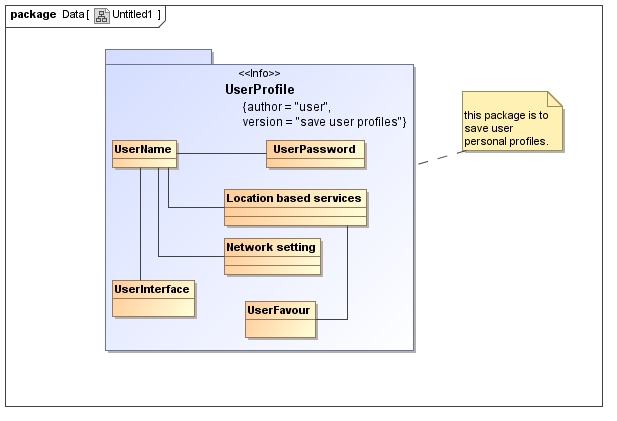 package Data [ Untitled1 ]
<<Info>>
UserProfile
{author = "user",
version = "save user profiles"}
this package is to
save user
personal profiles.
UserName
UserPassword
Location based services
Network setting
UserInterface
UserFavour